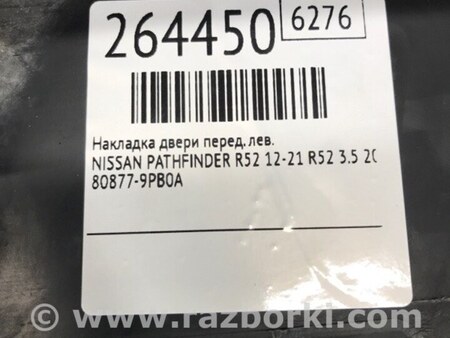 264450 6276
Накладка двери перед.лев.
NISSAN PATHFINDER R52 12-21 R52 3.5 20
80877-9PB0A
© www.razborki.com